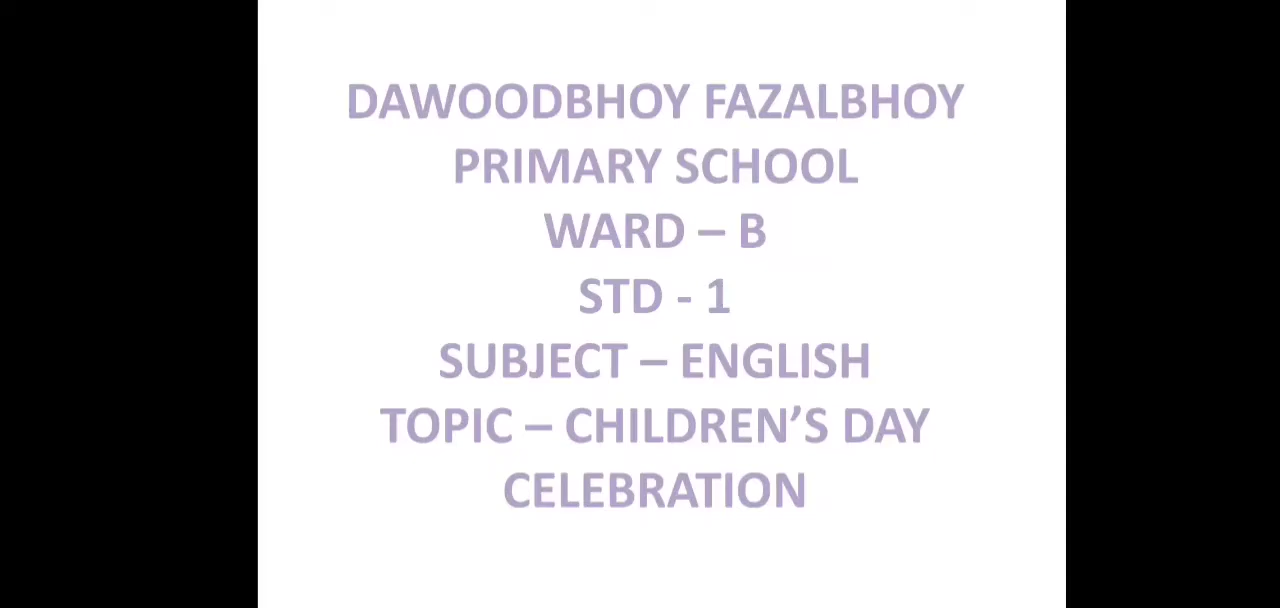 DAWOODBHOY FAZALBHOY
PRIMARY SCHOOL
WARD – B
STD - 1
SUBJECT – ENGLISH
TOPIC – CHILDREN’S DAY
CELEBRATION